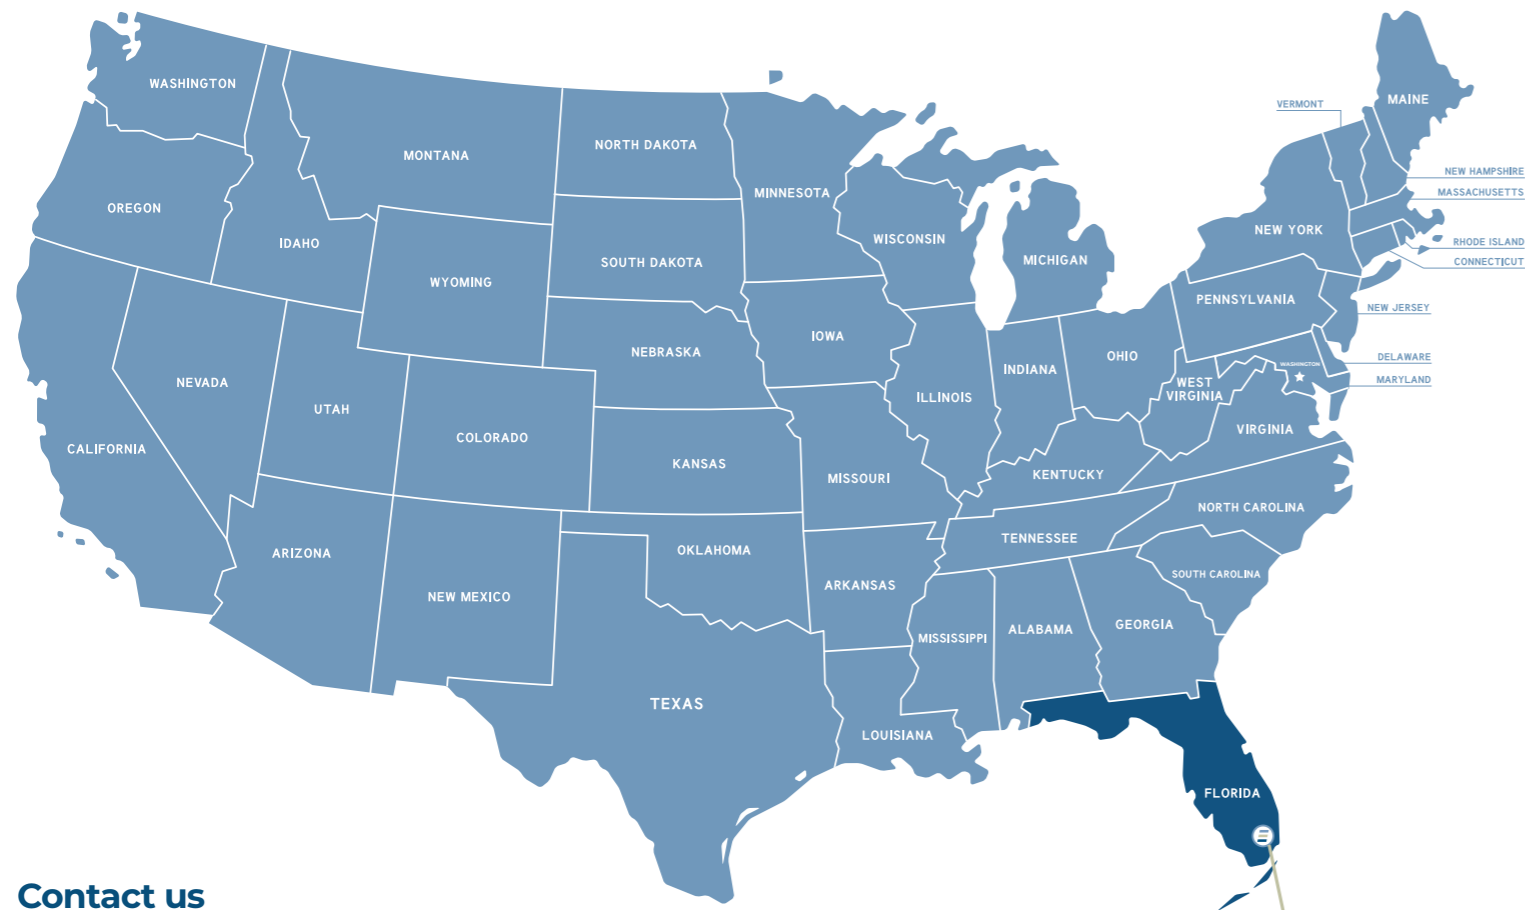 WASHINGTON
MAINE
VERMONT
MONTANA
NORTH DAKOTA
NEW HAMPSHIRE
MINNESOTA
MASSACHUSETTS
OREGON
NEW YORK
WISCONSIN
IDAHO
RHODE ISLAND
MICHIGAN
SOUTH DAKOTA
CONNECTICUT
WYOMING
PENNSYLVANIA
NEW JERSEY
IOWA
NEBRASKA
OHIO
DELAWARE
WASHINGTON
INDIANA
NEVADA
WEST
VIRGINIA
MARYLAND
ILLINOIS
UTAH
VIRGINIA
COLORADO
CALIFORNIA
KANSAS
KENTUCKY
MISSOURI
NORTH CAROLINA
TENNESSEE
OKLAHOMA
ARIZONA
SOUTH CAROLINA
ARKANSAS
NEW MEXICO
GEORGIA
ALABAMA
MISSISSIPPI
TEXAS
LOUISIANA
FLORIDA
Contact us